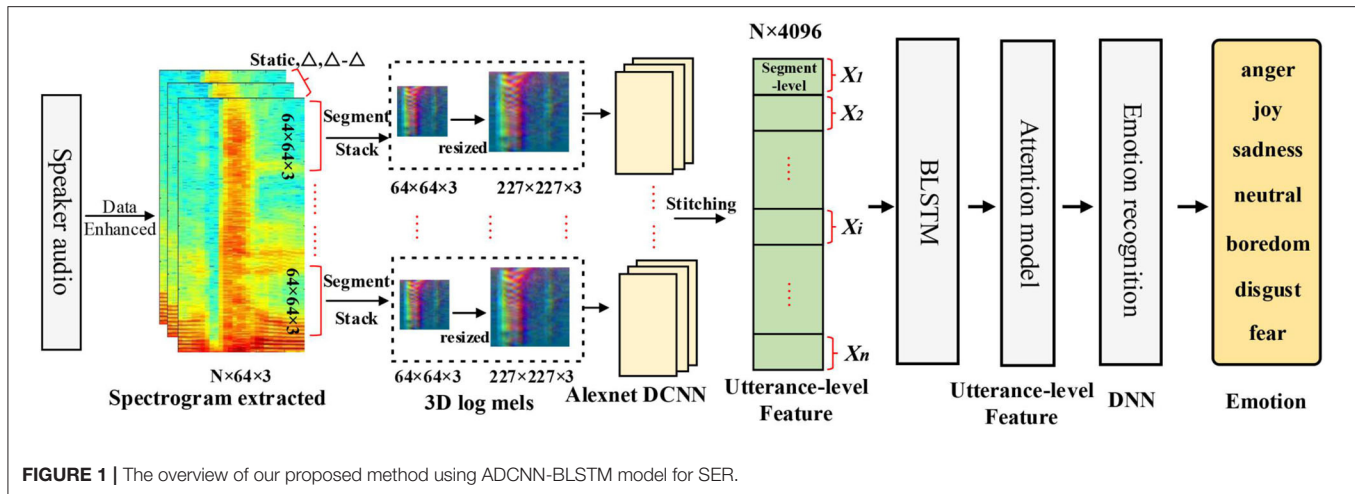 Speaker audio
Data
Enhanced
Static,△,△-△
64×64×3
64×64×3
N×64×3
Spectrogram extracted
Segment
Stack
resized
64×64×3
227×227×3
Segment
Stack
resized
64×64×3
227×227×3
3D log mels
Alexnet DCNN
Stitching
N×4096
Segment
-level
X1
X2
Xi
Xn
Utterance-level
Feature
BLSTM
Attention model
Utterance-level
Feature
Emotion recognition
DNN
anger
joy
sadness
neutral
boredom
disgust
fear
Emotion
FIGURE 1 | The overview of our proposed method using ADCNN-BLSTM model for SER.